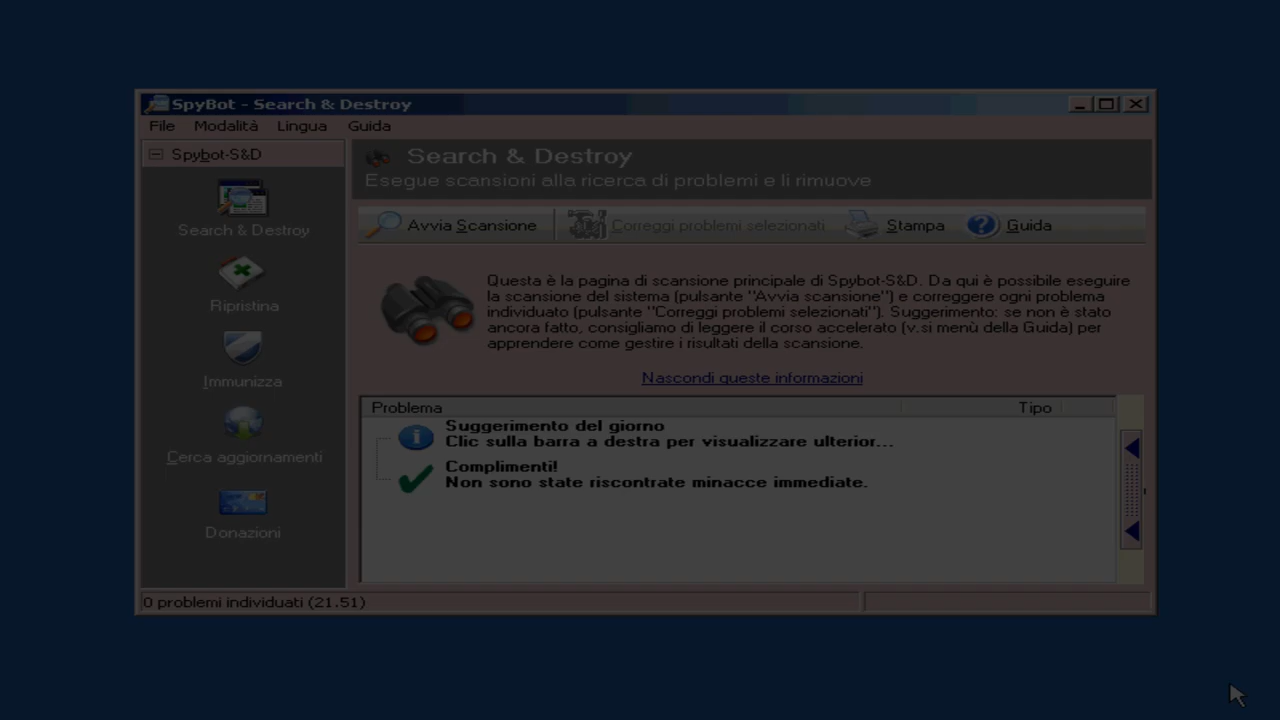 SpyBot - Search & Destroy
File Modalità Lingua Guida
Spybot-S&D
Search & Destroy
Ripristina
Immunizza
Cerca aggiornamenti
Donazioni
Search & Destroy
Esegue scansioni alla ricerca di problemi e li rimuove
Avvia Scansione Correggi problemi selezionati Stampa Guida
Questa è la pagina di scansione principale di Spybot-S&D. Da qui è possibile eseguire
la scansione del sistema (pulsante "Avvia scansione") e correggere ogni problema
individuato (pulsante "Correggi problemi selezionati"). Suggerimento: se non è stato
ancora fatto, consigliamo di leggere il corso accelerato (v.si menù della Guida) per
apprendere come gestire i risultati della scansione.
Nascondi queste informazioni
Problema Tipo
Suggerimento del giorno
Clic sulla barra a destra per visualizzare ulterior...
Complimenti!
Non sono state riscontrate minacce immediate.
0 problemi individuati (21.51)